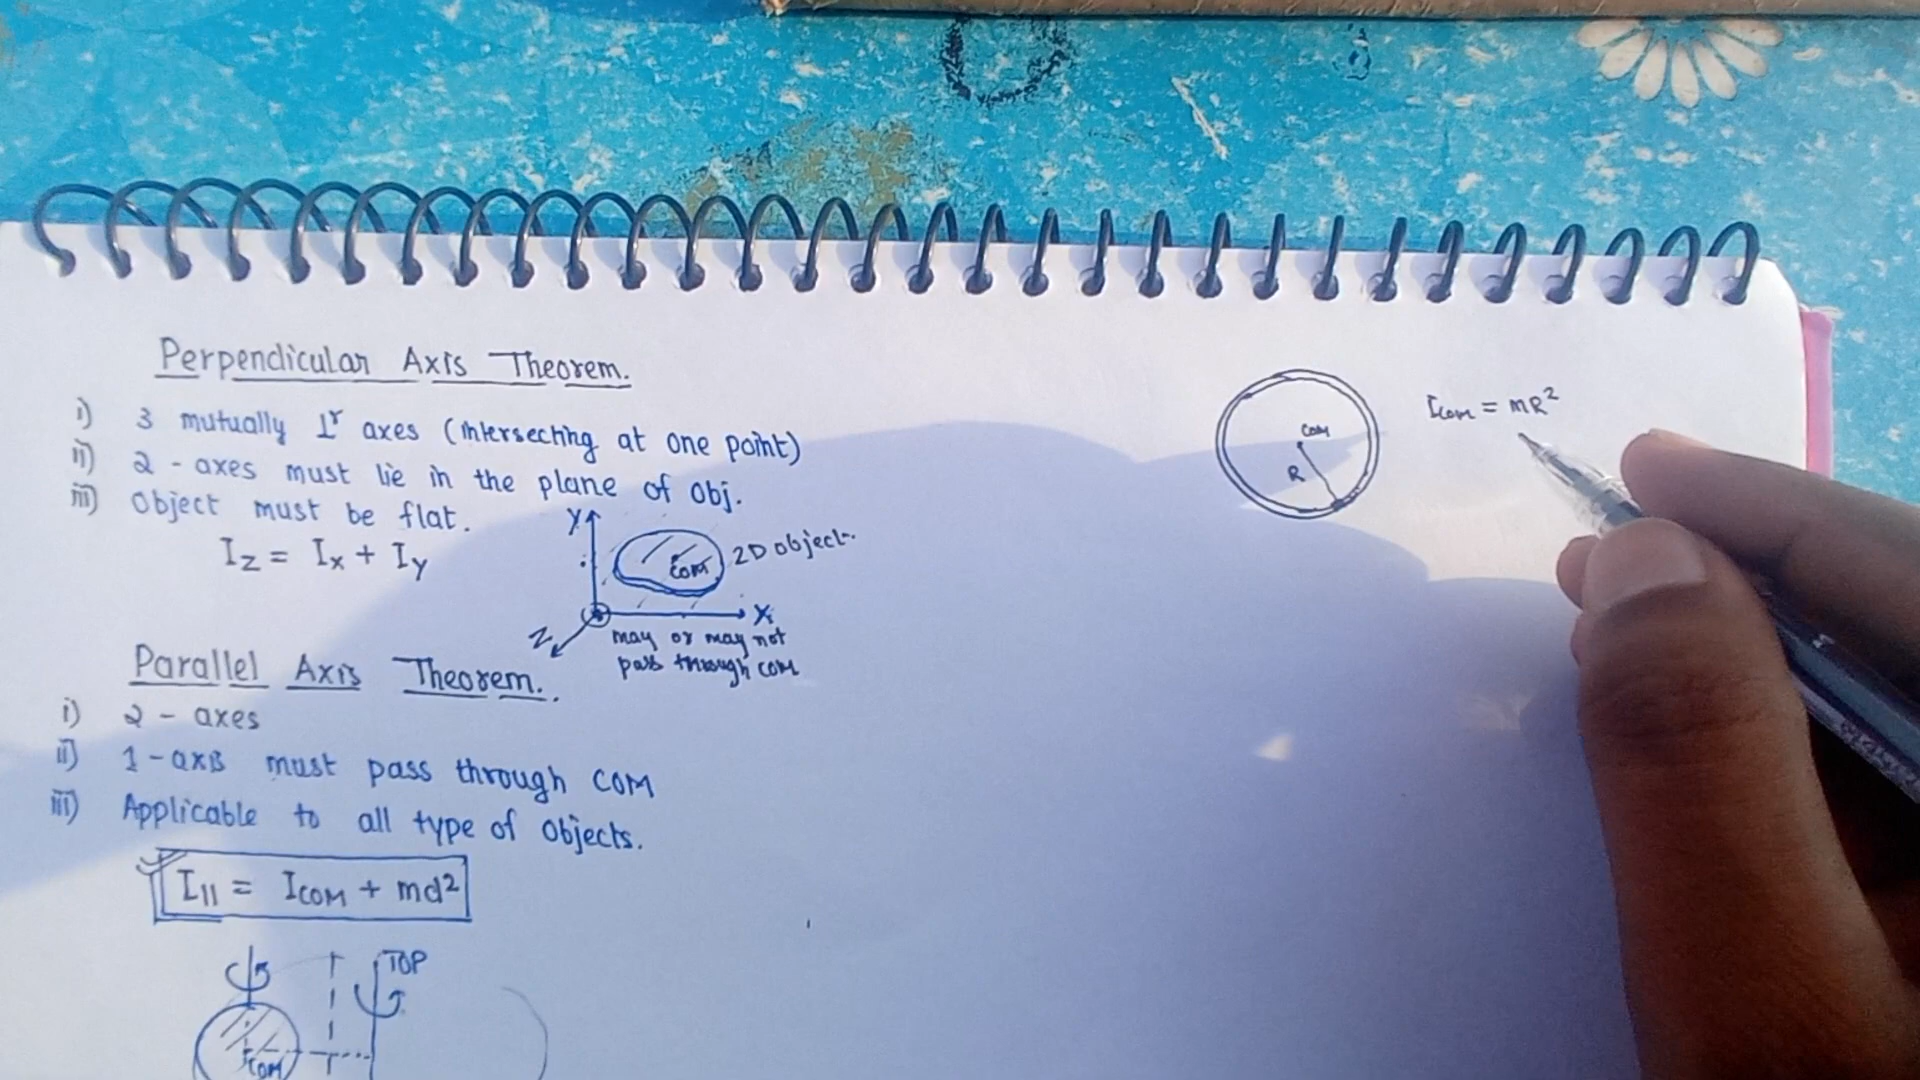 Perpendicular Axis Theorem.
i) 3 mutually ⊥r axes (intersecting at one point)
ii) 2 - axes must lie in the plane of Obj.
iii) Object must be flat.
Iz = Ix + Iy
Y
COM
2D object.
X
Z
may or may not
pass through COM
Parallel Axis Theorem.
i) 2 - axes
ii) 1 - axis must pass through COM
iii) Applicable to all type of Objects.
I|| = ICOM + md²
TOP
COM
COM
R
Icom = MR²